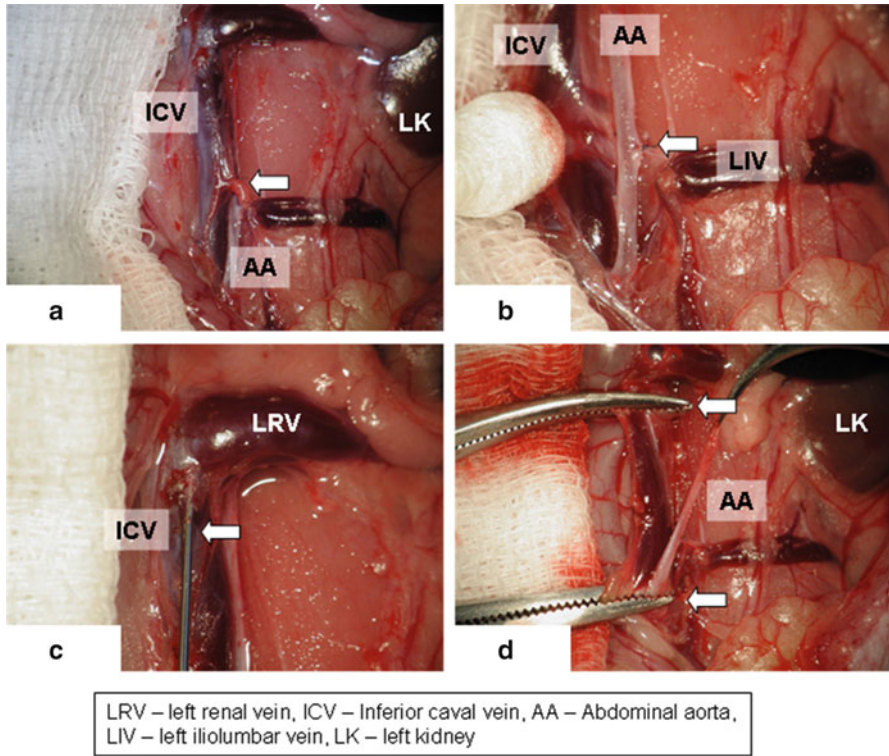 ICV
LK
AA
a
ICV
AA
LIV
b
LRV
ICV
c
LK
AA
d
LRV – left renal vein, ICV – Inferior caval vein, AA – Abdominal aorta,
LIV – left iliolumbar vein, LK – left kidney